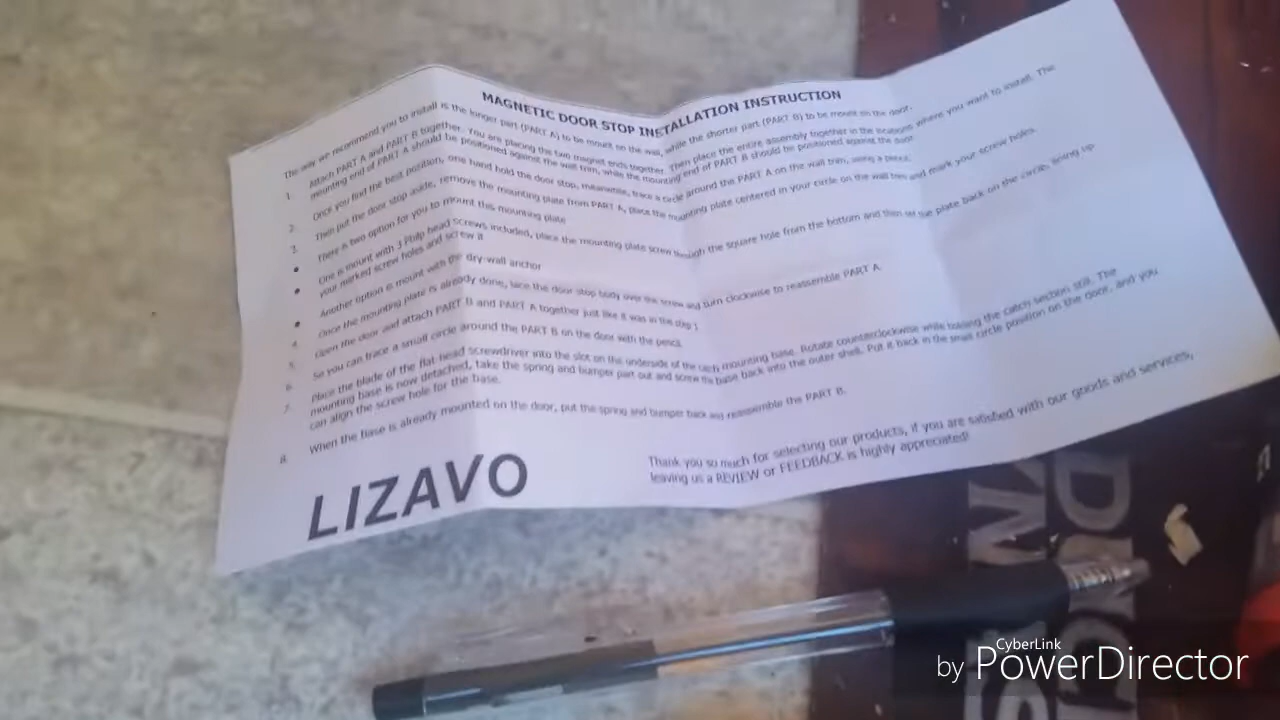 MAGNETIC DOOR STOP INSTALLATION INSTRUCTION
The way we recommend you to install is the longer part (PART A) to be mount on the wall, while the shorter part (PART B) to be mount on the door.
1. Attach PART A and PART B together. You are placing the two magnet ends together. Then place the entire assembly together in the locations where you want to install. The
mounting end of PART A should be positioned against the wall trim, while the mounting end of PART B should be positioned against the door.
2. Once you find the best position, one hand hold the door stop, meanwhile, trace a circle around the PART A on the wall trim, using a pencil.
3. Then put the door stop aside, remove the mounting plate from PART A, place the mounting plate centered in your circle on the wall trim and mark your screw holes.
• There is two option for you to mount this mounting plate
• One is mount with 3 Philip head screws included, place the mounting plate screw through the square hole from the bottom and then set the plate back on the circle, lining up
your marked screw holes and screw it
• Another option is mount with the dry-wall anchor
4. Once the mounting plate is already done, take the door stop body over the screw and turn clockwise to reassemble PART A.
5. Open the door and attach PART B and PART A together just like it was in the step 1
6. So you can trace a small circle around the PART B on the door with the pencil.
7. Place the blade of the flat-head screwdriver into the slot on the underside of the catch mounting base. Rotate counterclockwise while holding the catch section still. The
mounting base is now detached, take the spring and bumper part out and screw the base back into the outer shell. Put it back in the small circle position on the door, and you
can align the screw hole for the base.
8. When the base is already mounted on the door, put the spring and bumper back and reassemble the PART B.
LIZAVO
Thank you so much for selecting our products, if you are satisfied with our goods and services,
leaving us a REVIEW or FEEDBACK is highly appreciated!
CyberLink
by PowerDirector